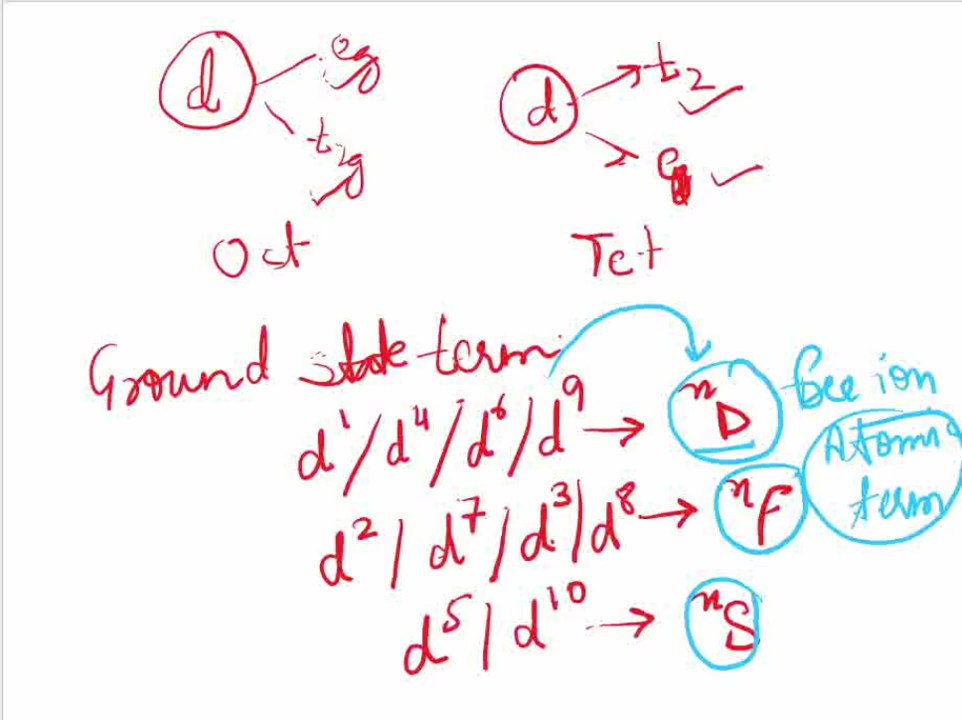 d eg t2g
Oct
d t2 e
Tet
Ground state term
d¹/d⁴/d⁶/d⁹ → ⁿD free ion
d²/d⁷/d³/d⁸ → ⁿF Atomic term
d⁵/d¹⁰ → ⁿS